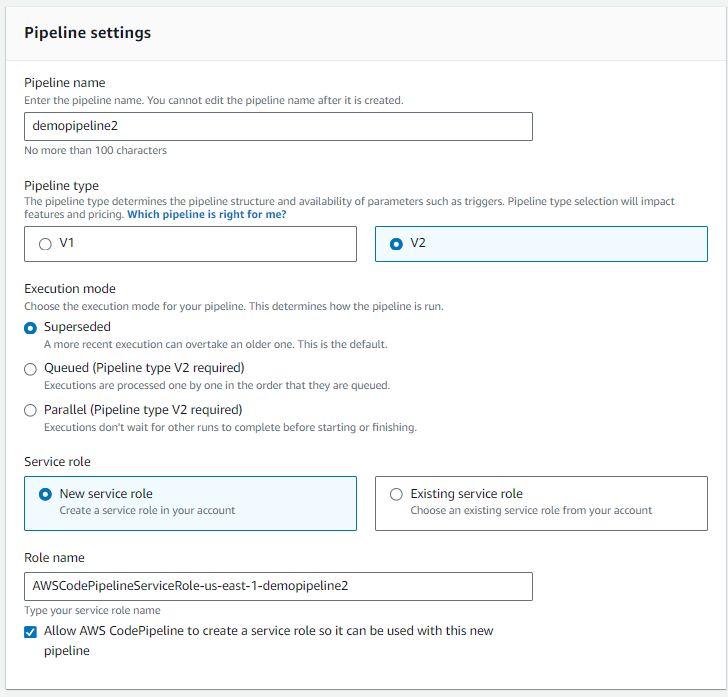 Pipeline settings
Pipeline name
Enter the pipeline name. You cannot edit the pipeline name after it is created.
demopipeline2
No more than 100 characters
Pipeline type
The pipeline type determines the pipeline structure and availability of parameters such as triggers. Pipeline type selection will impact
features and pricing. Which pipeline is right for me?
V1
V2
Execution mode
Choose the execution mode for your pipeline. This determines how the pipeline is run.
Superseded
A more recent execution can overtake an older one. This is the default.
Queued (Pipeline type V2 required)
Executions are processed one by one in the order that they are queued.
Parallel (Pipeline type V2 required)
Executions don't wait for other runs to complete before starting or finishing.
Service role
New service role
Create a service role in your account
Existing service role
Choose an existing service role from your account
Role name
AWSCodePipelineServiceRole-us-east-1-demopipeline2
Type your service role name
Allow AWS CodePipeline to create a service role so it can be used with this new
pipeline